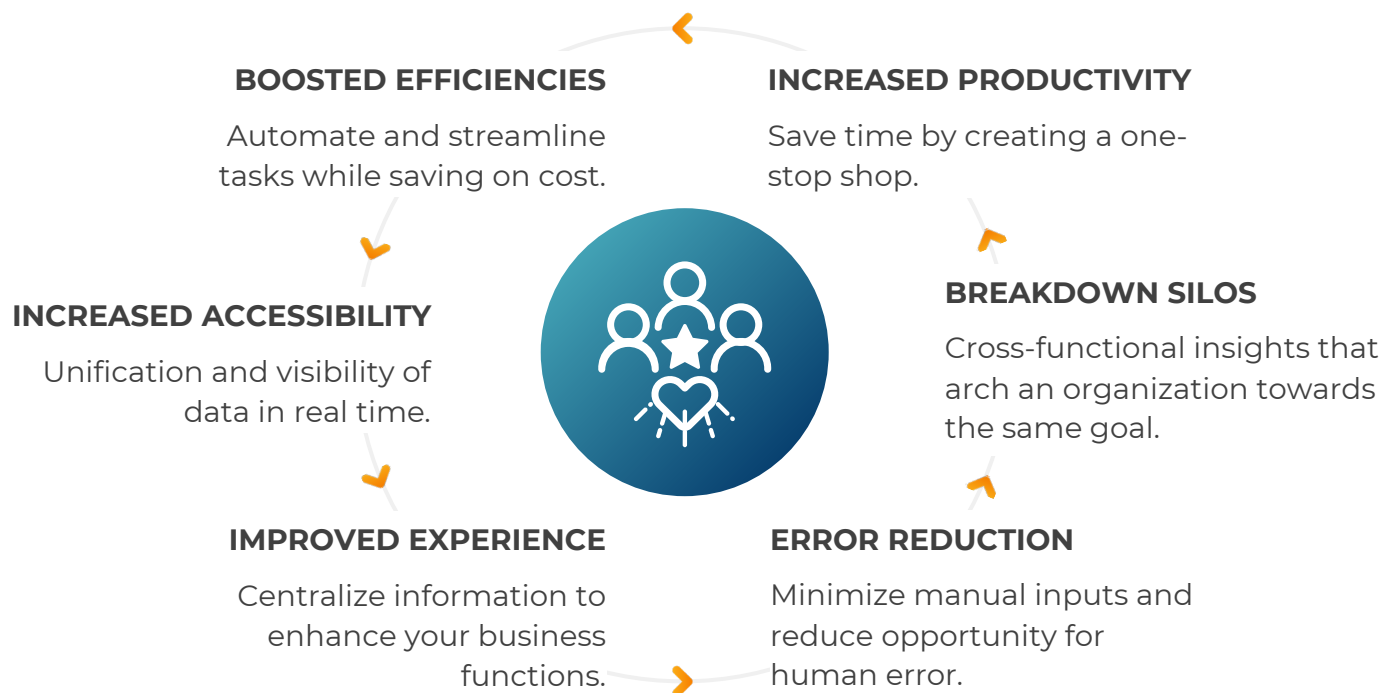 BOOSTED EFFICIENCIES
Automate and streamline
tasks while saving on cost.
INCREASED PRODUCTIVITY
Save time by creating a one-
stop shop.
INCREASED ACCESSIBILITY
Unification and visibility of
data in real time.
BREAKDOWN SILOS
Cross-functional insights that
arch an organization towards
the same goal.
IMPROVED EXPERIENCE
Centralize information to
enhance your business
functions.
ERROR REDUCTION
Minimize manual inputs and
reduce opportunity for
human error.